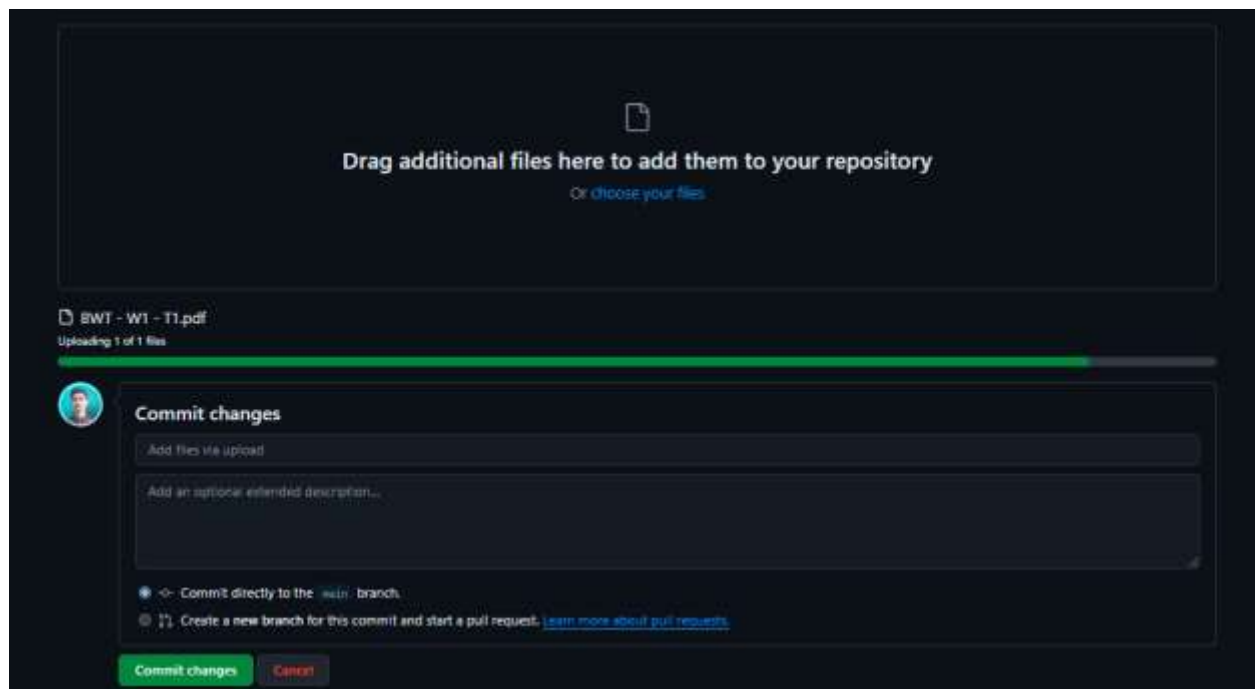 Drag additional files here to add them to your repository
Or choose your files
BWT - W1 - T1.pdf
Uploading 1 of 1 files
Commit changes
Add files via upload
Add an optional extended description...
Commit directly to the main branch.
Create a new branch for this commit and start a pull request. Learn more about pull requests.
Commit changes Cancel